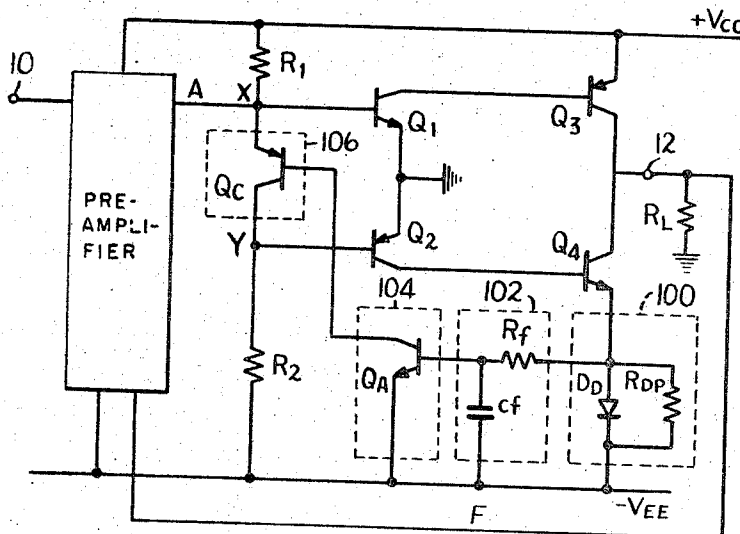 +VCC
10
R1
A
X
Q1
Q3
106
12
QC
PRE-
AMPLI-
FIER
RL
Y
Q2
Q4
104
102
100
Rf
R2
QA
cf
DD
RDP
-VEE
F